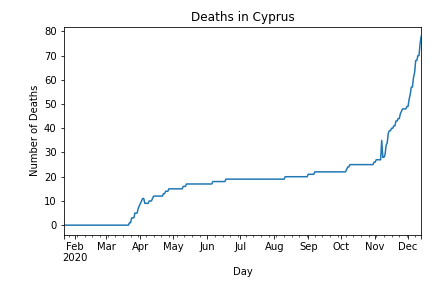 Deaths in Cyprus
80
70
60
50
40
30
20
10
0
Number of Deaths
Feb Mar Apr May Jun Jul Aug Sep Oct Nov Dec
2020
Day